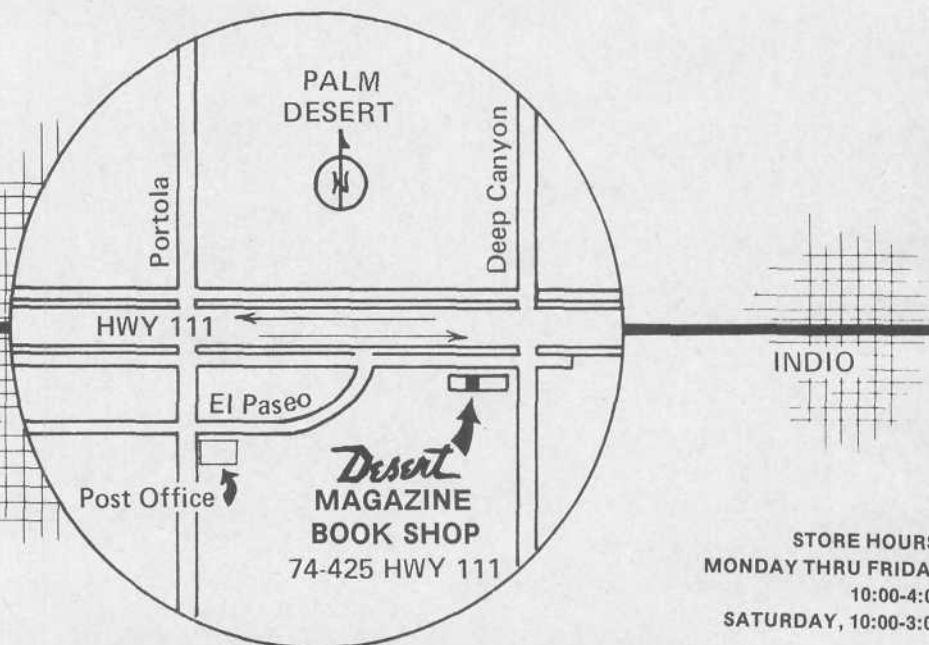 PALM
DESERT
N
Portola
Deep Canyon
HWY 111
INDIO
El Paseo
Post Office
Desert
MAGAZINE
BOOK SHOP
74-425 HWY 111
STORE HOURS
MONDAY THRU FRIDA
10:00-4:0
SATURDAY, 10:00-3:0